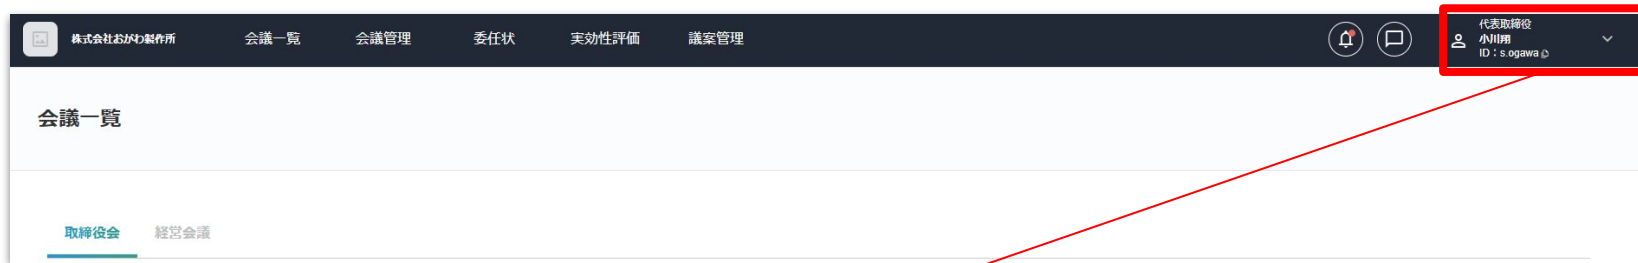 株式会社おがわ製作所 会議一覧 会議管理 委任状 実効性評価 議案管理
代表取締役
小川翔
ID：s.ogawa
会議一覧
取締役会 経営会議